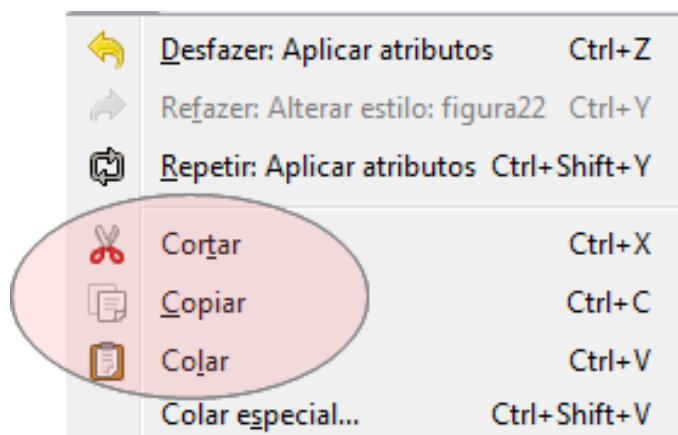 Desfazer: Aplicar atributos Ctrl+Z
Refazer: Alterar estilo: figura22 Ctrl+Y
Repetir: Aplicar atributos Ctrl+Shift+Y
Cortar Ctrl+X
Copiar Ctrl+C
Colar Ctrl+V
Colar especial... Ctrl+Shift+V